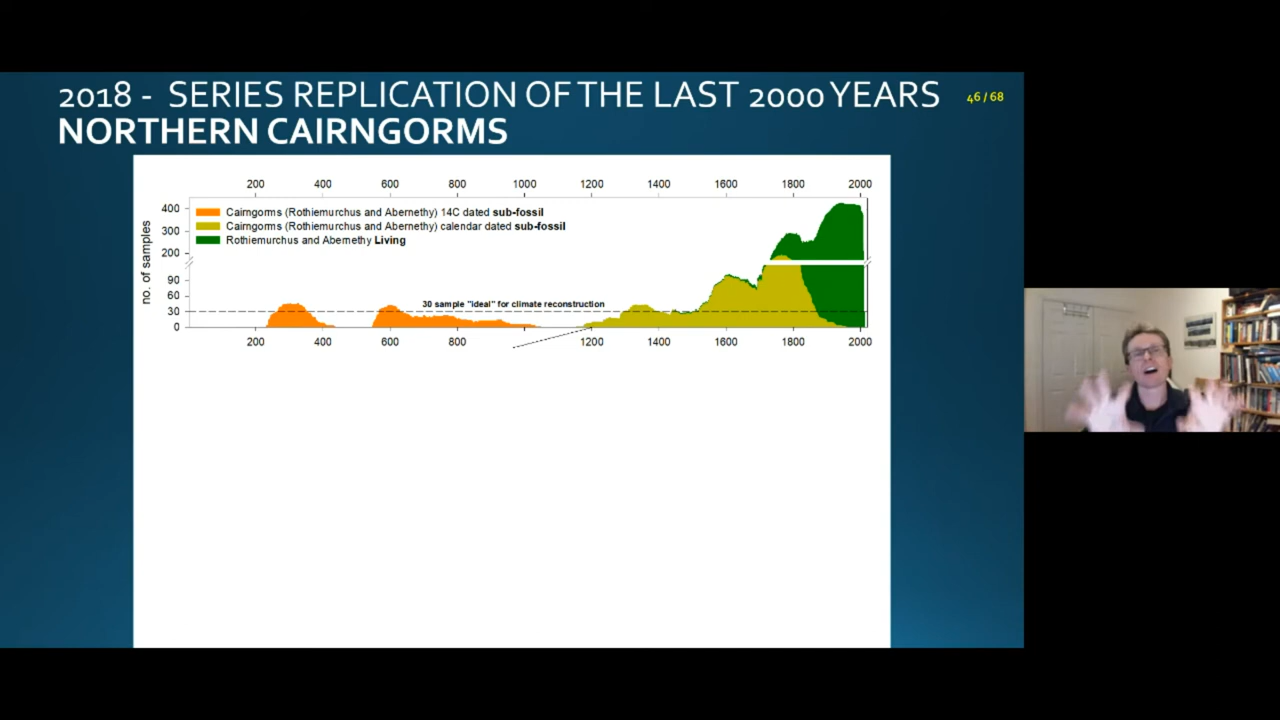 2018 - SERIES REPLICATION OF THE LAST 2000 YEARS
46 / 68
NORTHERN CAIRNGORMS
200 400 600 800 1000 1200 1400 1600 1800 2000
no. of samples
400
300
200
90
60
30
0
Cairngorms (Rothiemurchus and Abernethy) 14C dated sub-fossil
Cairngorms (Rothiemurchus and Abernethy) calendar dated sub-fossil
Rothiemurchus and Abernethy Living
30 sample "ideal" for climate reconstruction
200 400 600 800 1200 1400 1600 1800 2000